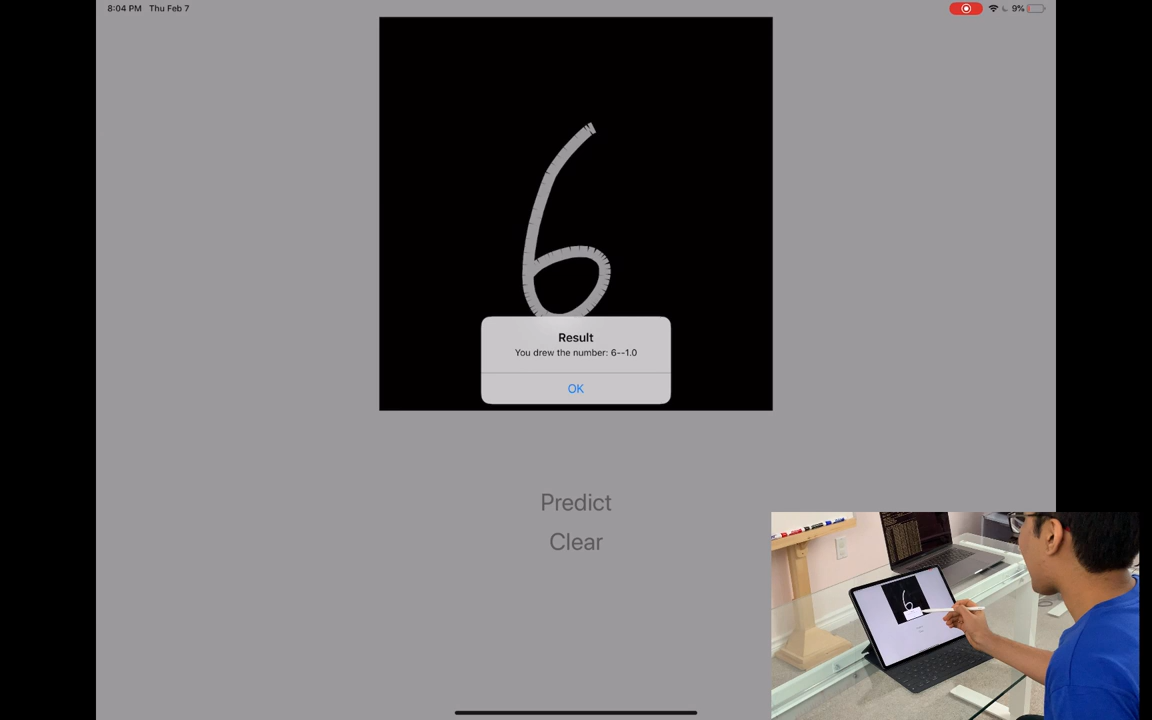 8:04 PM Thu Feb 7
9%
6
Result
You drew the number: 6--1.0
OK
Predict
Clear